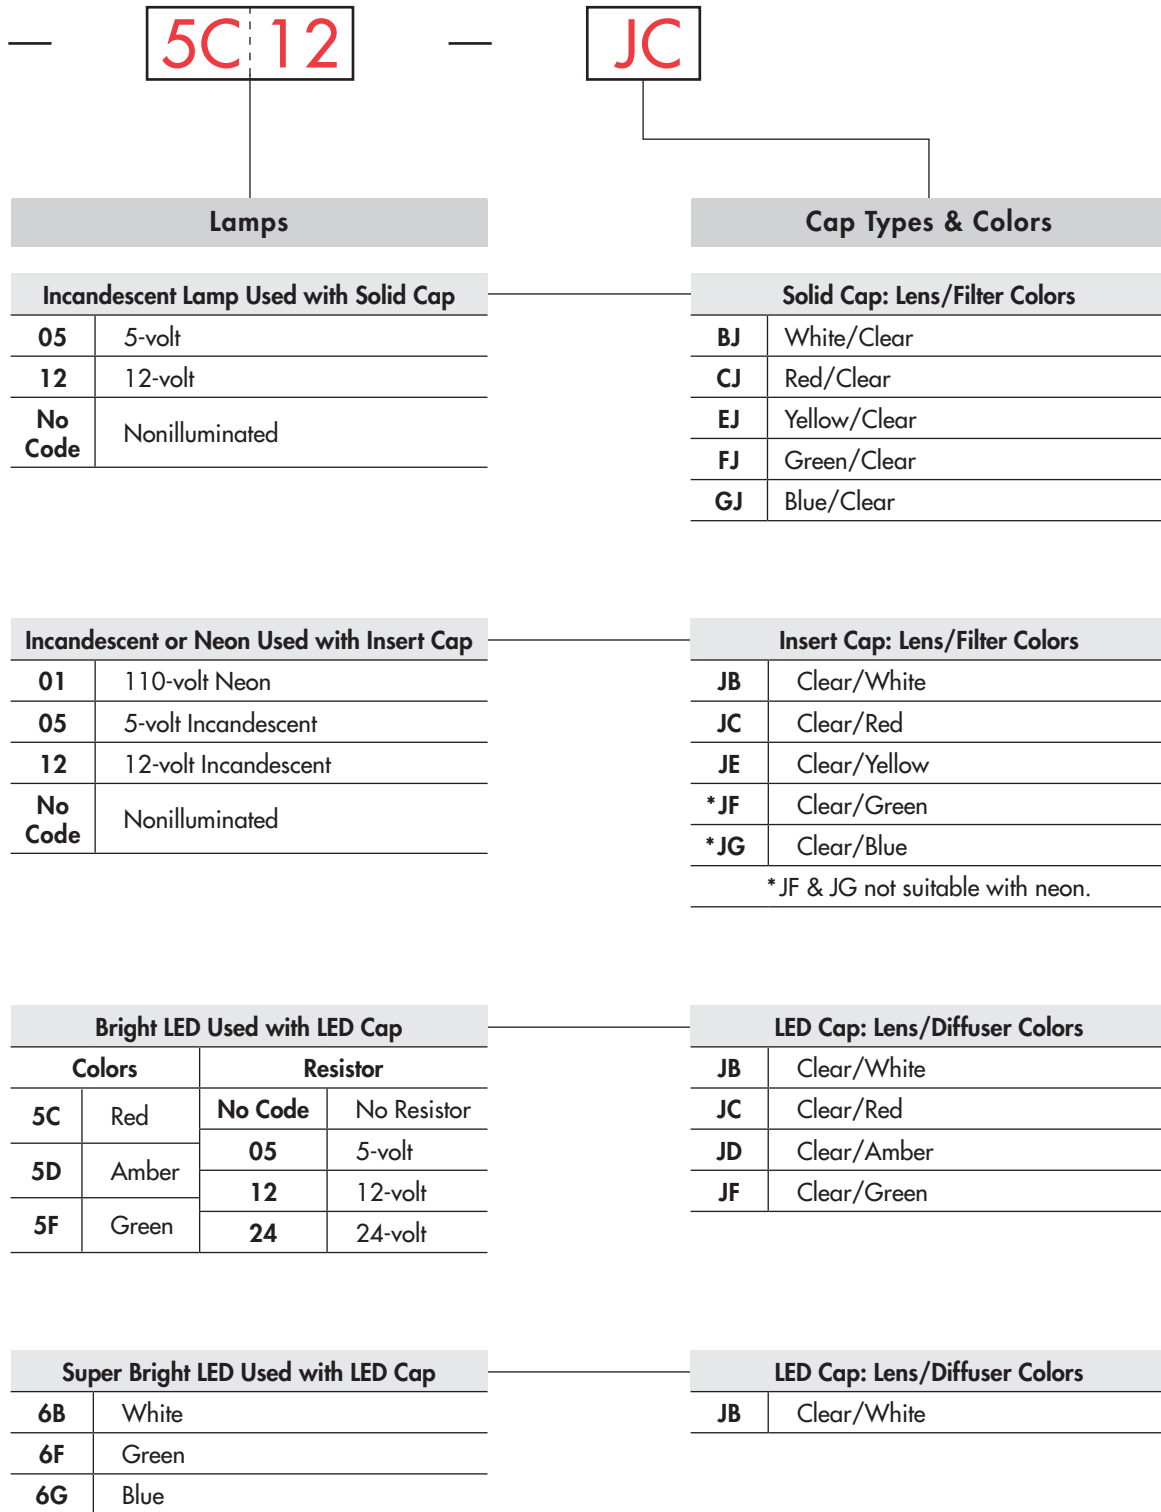 — 5C 12 — JC
Lamps
Cap Types & Colors
Incandescent Lamp Used with Solid Cap
05 5-volt
12 12-volt
No Code Nonilluminated
Solid Cap: Lens/Filter Colors
BJ White/Clear
CJ Red/Clear
EJ Yellow/Clear
FJ Green/Clear
GJ Blue/Clear
Incandescent or Neon Used with Insert Cap
01 110-volt Neon
05 5-volt Incandescent
12 12-volt Incandescent
No Code Nonilluminated
Insert Cap: Lens/Filter Colors
JB Clear/White
JC Clear/Red
JE Clear/Yellow
* JF Clear/Green
* JG Clear/Blue
* JF & JG not suitable with neon.
Bright LED Used with LED Cap
Colors Resistor
5C Red
5D Amber
5F Green
No Code No Resistor
05 5-volt
12 12-volt
24 24-volt
LED Cap: Lens/Diffuser Colors
JB Clear/White
JC Clear/Red
JD Clear/Amber
JF Clear/Green
Super Bright LED Used with LED Cap
6B White
6F Green
6G Blue
LED Cap: Lens/Diffuser Colors
JB Clear/White